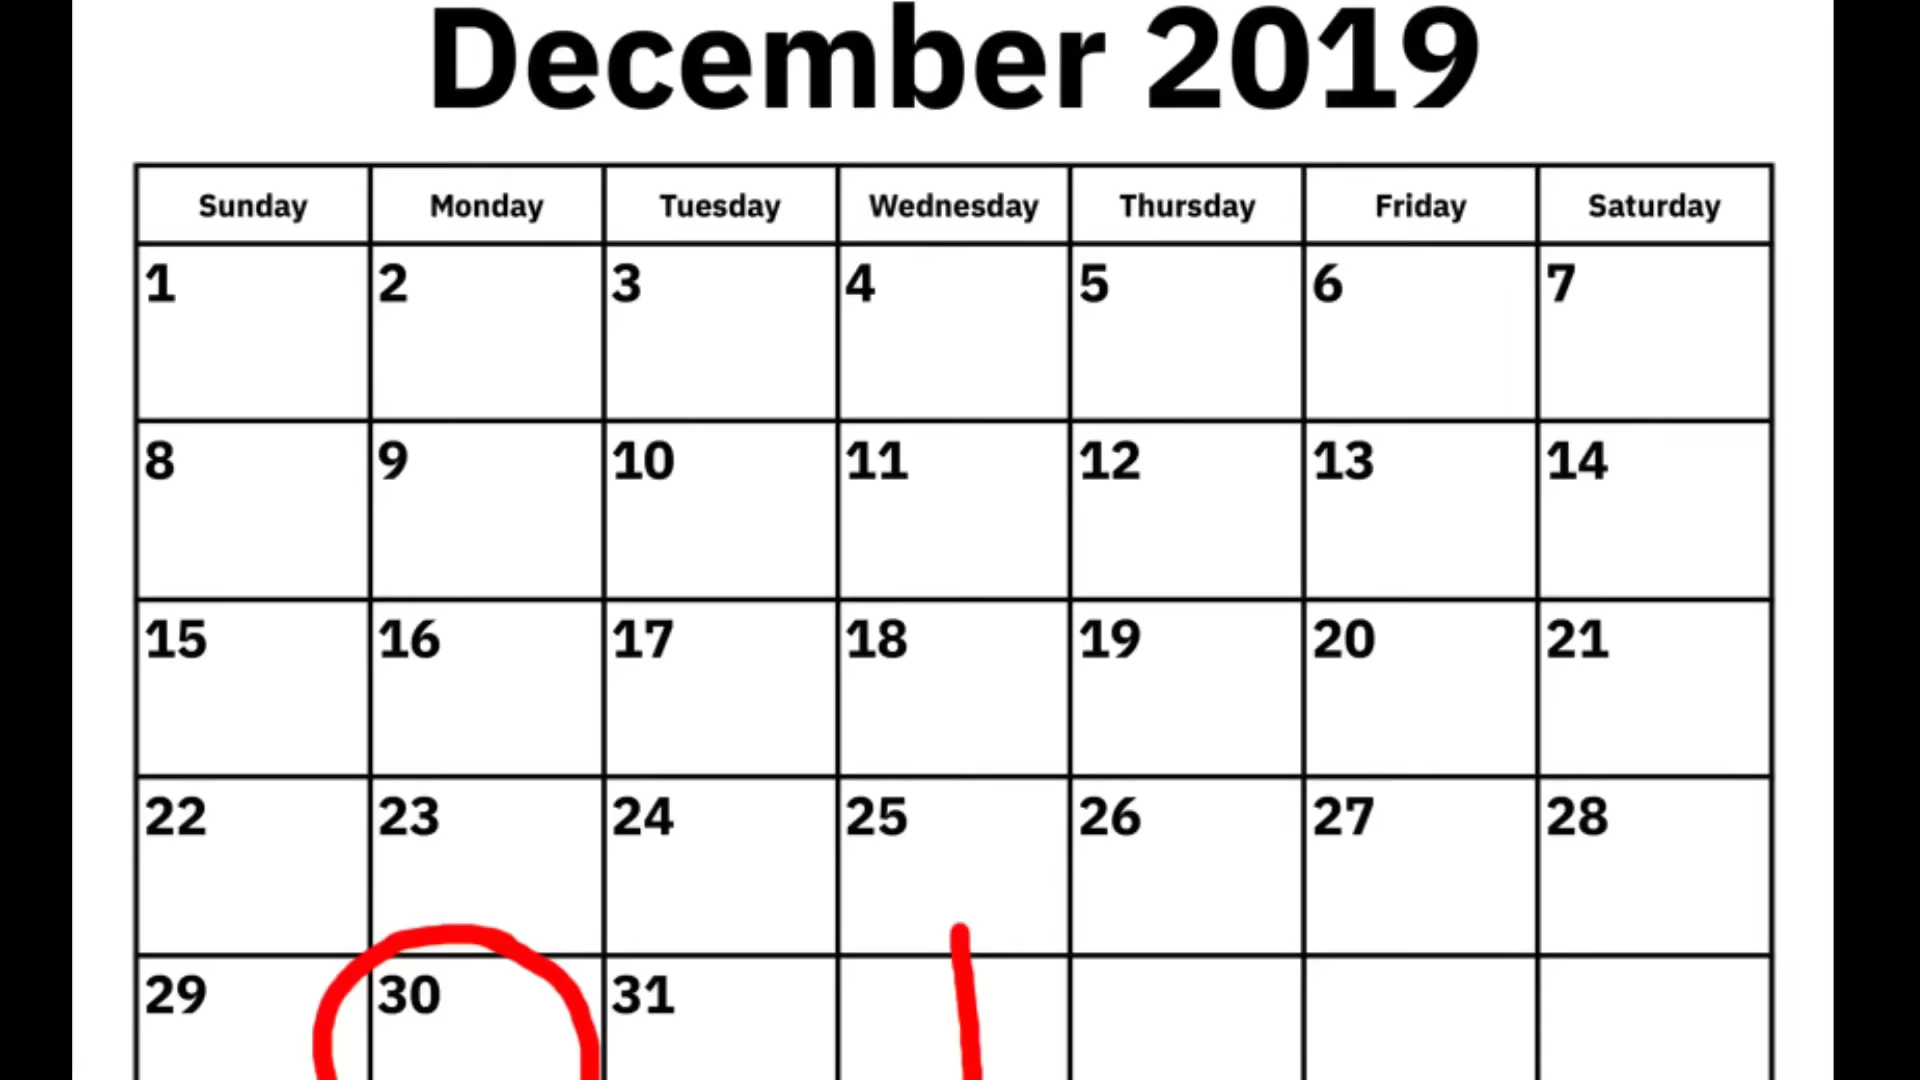 December 2019
Sunday Monday Tuesday Wednesday Thursday Friday Saturday
1 2 3 4 5 6 7
8 9 10 11 12 13 14
15 16 17 18 19 20 21
22 23 24 25 26 27 28
29 30 31